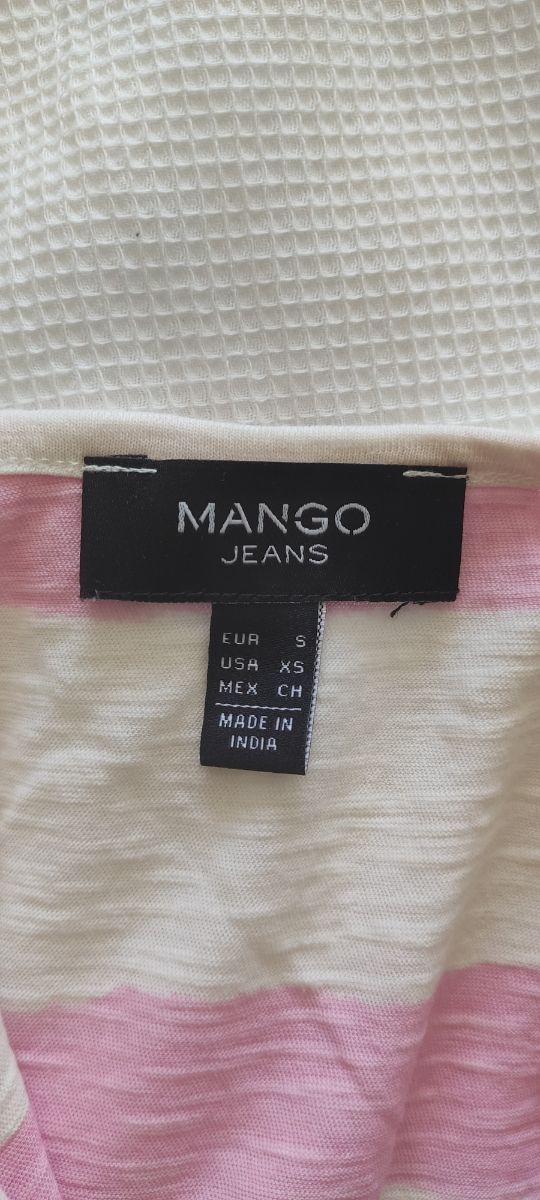 MANGO
JEANS
EUR S
USA XS
MEX CH
MADE IN
INDIA